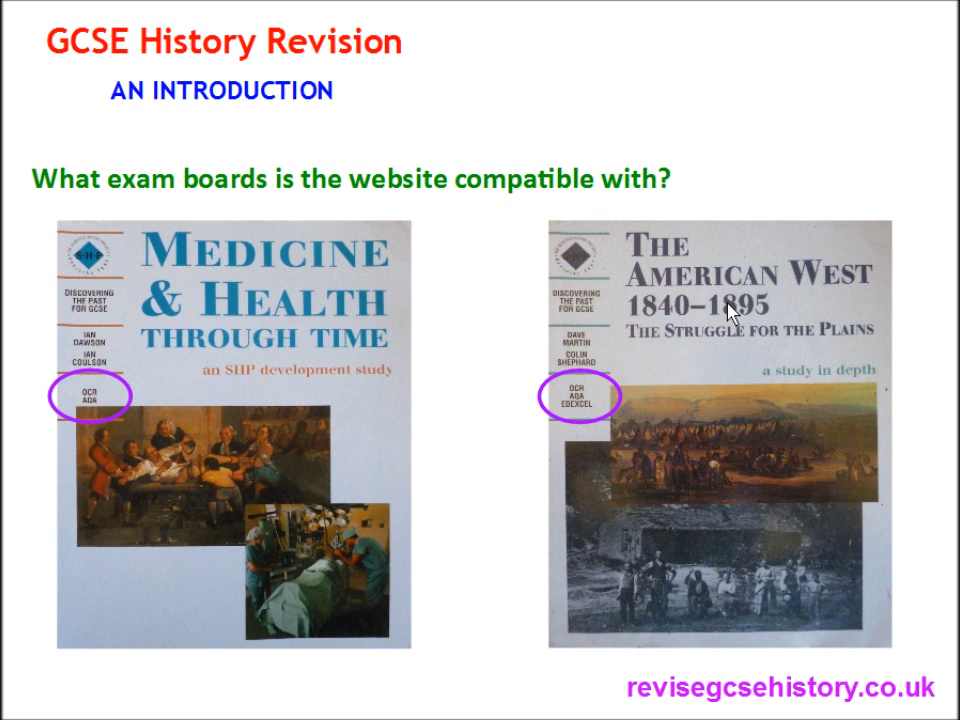 GCSE History Revision
AN INTRODUCTION
What exam boards is the website compatible with?
S·H·P
DISCOVERING
THE PAST
FOR GCSE
IAN
DAWSON
IAN
COULSON
OCR
AQA
MEDICINE
& HEALTH
THROUGH TIME
an SHP development study
DISCOVERING
THE PAST
FOR GCSE
DAVE
MARTIN
COLIN
SHEPHARD
OCR
AQA
EDEXCEL
THE
AMERICAN WEST
1840–1895
THE STRUGGLE FOR THE PLAINS
a study in depth
revisegcsehistory.co.uk